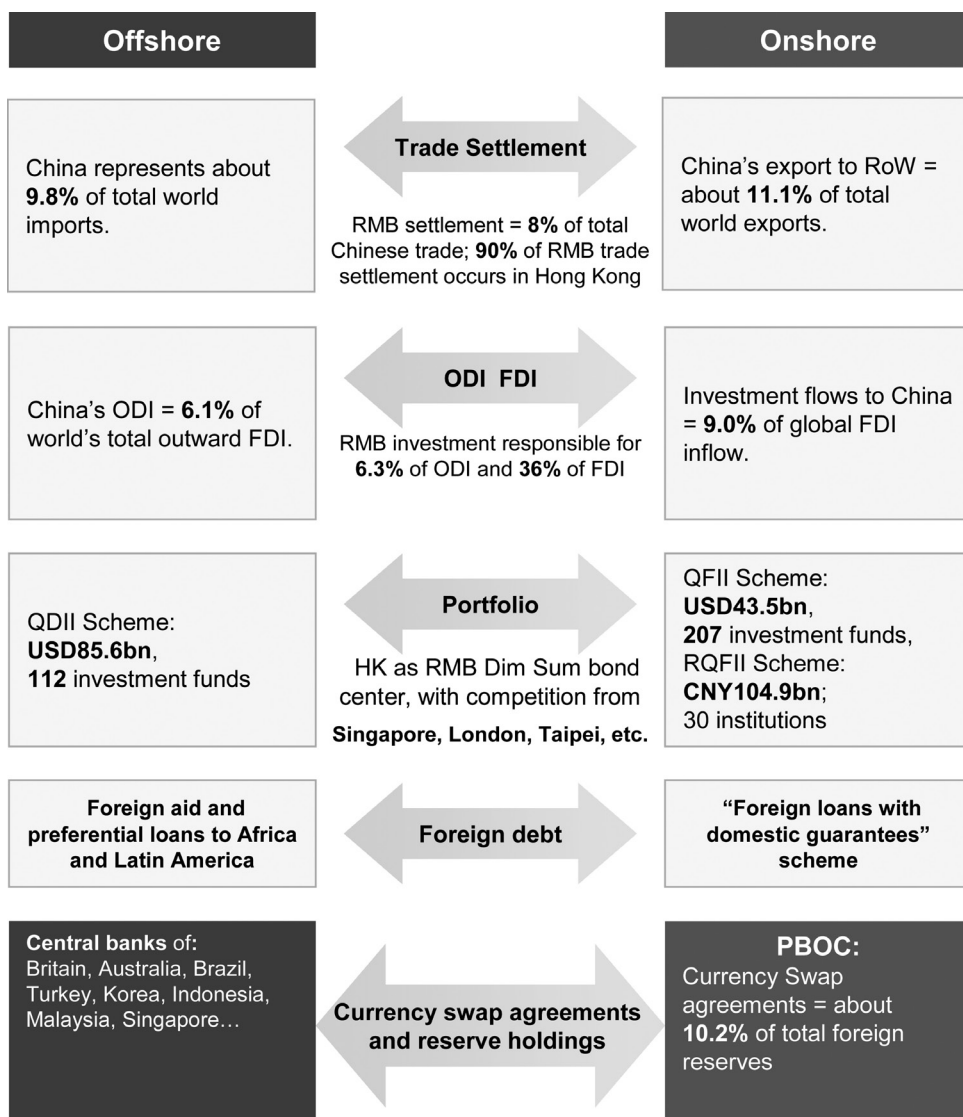 Offshore
Onshore
China represents about
9.8% of total world
imports.
Trade Settlement
RMB settlement = 8% of total
Chinese trade; 90% of RMB trade
settlement occurs in Hong Kong
China’s export to RoW =
about 11.1% of total
world exports.
China’s ODI = 6.1% of
world’s total outward FDI.
ODI FDI
RMB investment responsible for
6.3% of ODI and 36% of FDI
Investment flows to China
= 9.0% of global FDI
inflow.
QDII Scheme:
USD85.6bn,
112 investment funds
Portfolio
HK as RMB Dim Sum bond
center, with competition from
Singapore, London, Taipei, etc.
QFII Scheme:
USD43.5bn,
207 investment funds,
RQFII Scheme:
CNY104.9bn;
30 institutions
Foreign aid and
preferential loans to Africa
and Latin America
Foreign debt
“Foreign loans with
domestic guarantees”
scheme
Central banks of:
Britain, Australia, Brazil,
Turkey, Korea, Indonesia,
Malaysia, Singapore…
Currency swap agreements
and reserve holdings
PBOC:
Currency Swap
agreements = about
10.2% of total foreign
reserves